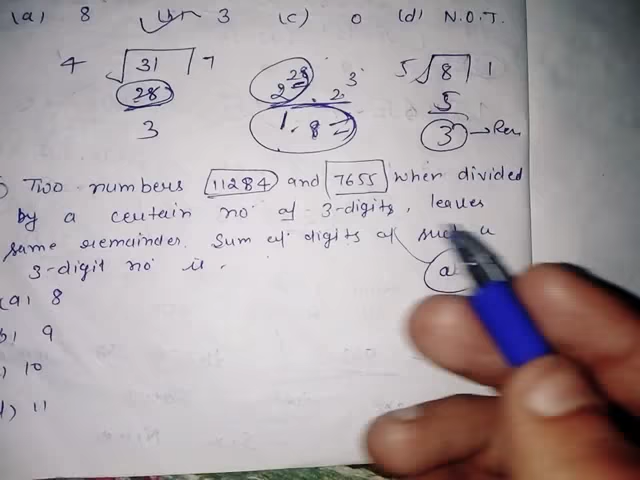 (a) 8 (b) 3 (c) 0 (d) N.O.T.
4 31 7
28
3
2^28 . 2^3
1 . 8
5 8 1
5
3 → Rem
Two numbers 11284 and 7655 when divided
by a certain no of 3-digits, leaves
same remainder. Sum of digits of such a
3-digit no is.
(a) 8
b) 9
) 10
d) 11